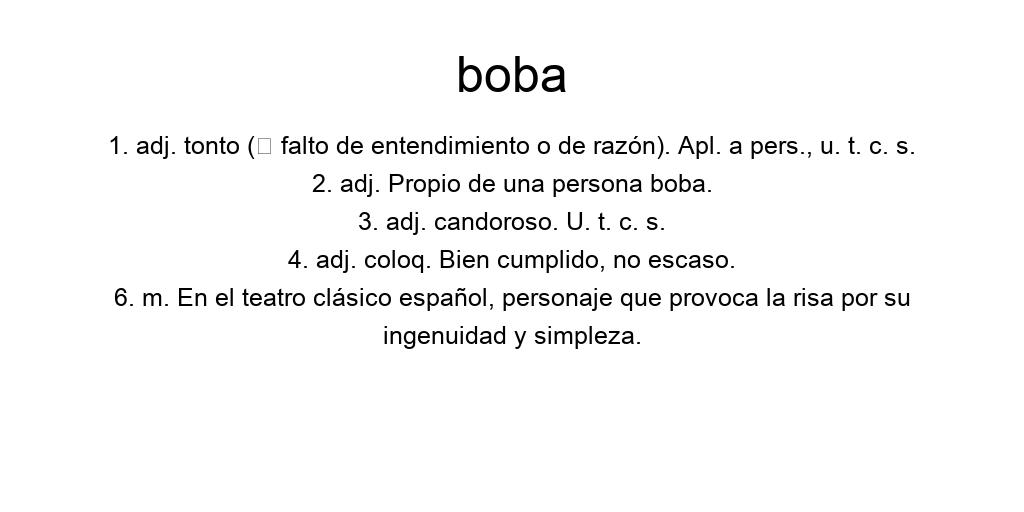 boba
1. adj. tonto (▯ falto de entendimiento o de razón). Apl. a pers., u. t. c. s.
2. adj. Propio de una persona boba.
3. adj. candoroso. U. t. c. s.
4. adj. coloq. Bien cumplido, no escaso.
6. m. En el teatro clásico español, personaje que provoca la risa por su
ingenuidad y simpleza.